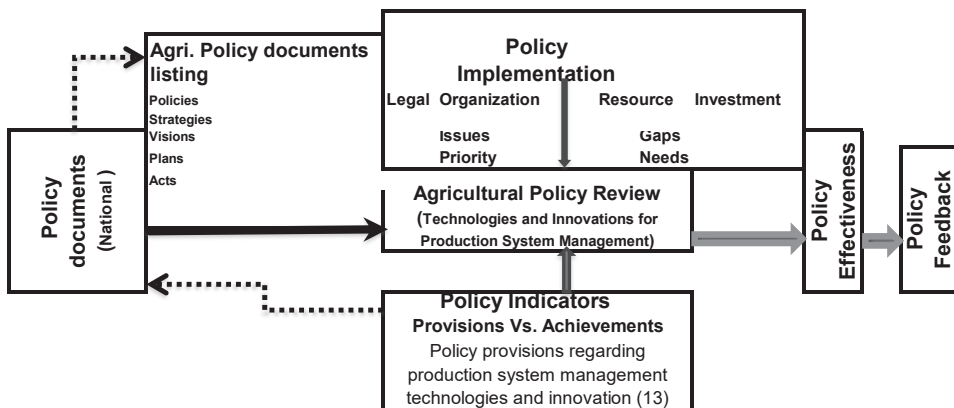 Policy
documents
(National )
Agri. Policy documents
listing
Policies
Strategies
Visions
Plans
Acts
Policy
Implementation
Legal Organization Resource Investment
Issues Gaps
Priority Needs
Agricultural Policy Review
(Technologies and Innovations for
Production System Management)
Policy Indicators
Provisions Vs. Achievements
Policy provisions regarding
production system management
technologies and innovation (13)
Policy
Effectiveness
Policy
Feedback